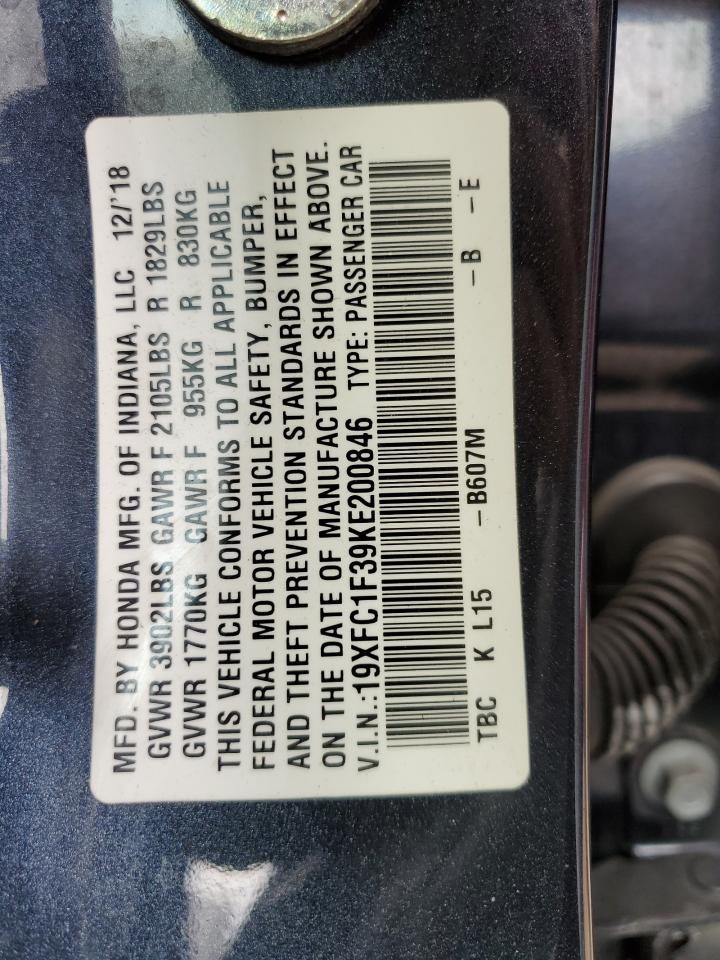 MFD. BY HONDA MFG. OF INDIANA, LLC 12/'18
GVWR 3902LBS GAWR F 2105LBS R 1829LBS
GVWR 1770KG GAWR F 955KG R 830KG
THIS VEHICLE CONFORMS TO ALL APPLICABLE
FEDERAL MOTOR VEHICLE SAFETY, BUMPER,
AND THEFT PREVENTION STANDARDS IN EFFECT
ON THE DATE OF MANUFACTURE SHOWN ABOVE.
V.I.N.:19XFC1F39KE200846 TYPE: PASSENGER CAR
TBC K L15 –B607M –B –E